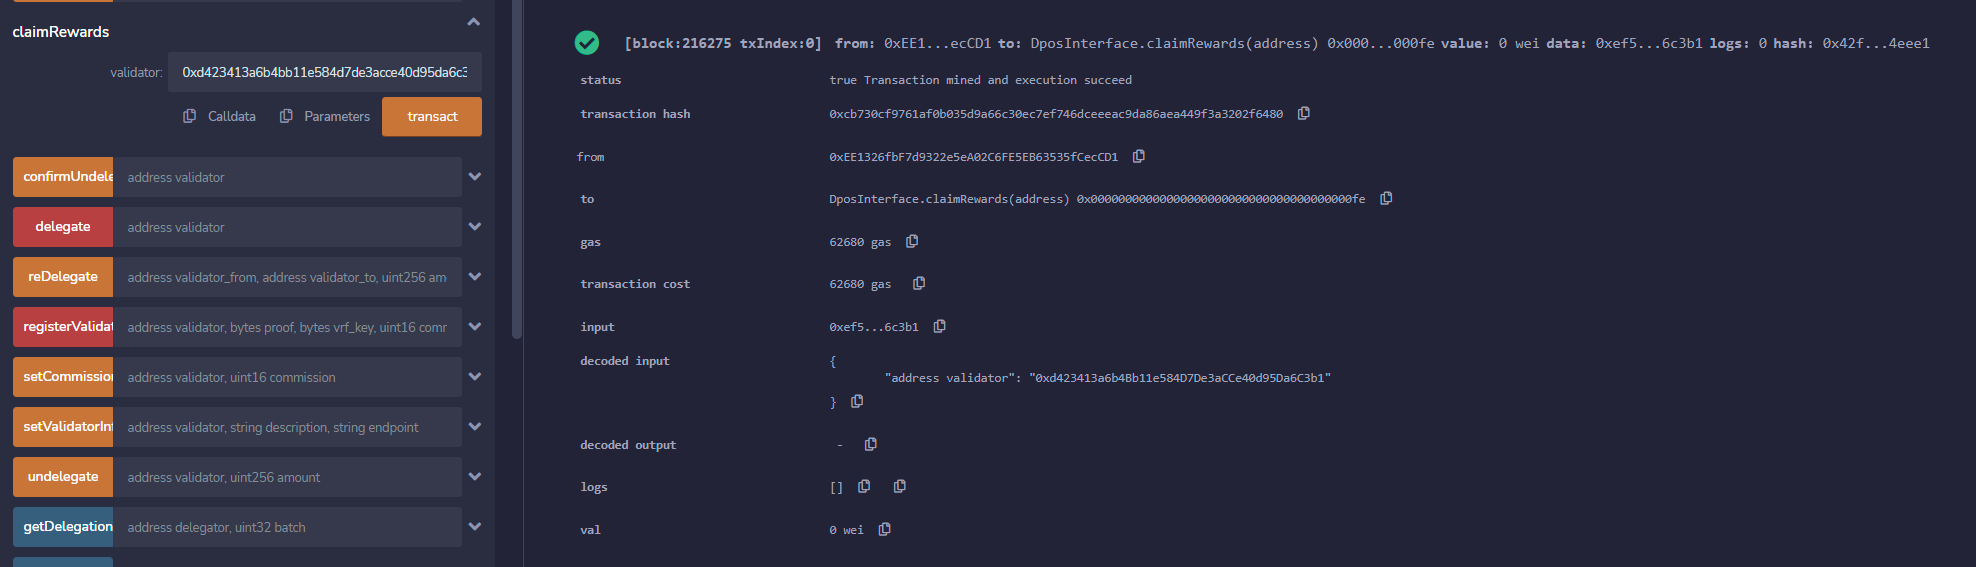 claimRewards
validator: 0xd423413a6b4bb11e584d7de3acce40d95da6c3
Calldata Parameters transact
confirmUndele address validator
delegate address validator
reDelegate address validator_from, address validator_to, uint256 am
registerValidat address validator, bytes proof, bytes vrf_key, uint16 comr
setCommission address validator, uint16 commission
setValidatorInf address validator, string description, string endpoint
undelegate address validator, uint256 amount
getDelegation address delegator, uint32 batch
[block:216275 txIndex:0] from: 0xEE1...ecCD1 to: DposInterface.claimRewards(address) 0x000...000fe value: 0 wei data: 0xef5...6c3b1 logs: 0 hash: 0x42f...4eee1
status true Transaction mined and execution succeed
transaction hash 0xcb730cf9761af0b035d9a66c30ec7ef746dceeeac9da86aea449f3a3202f6480
from 0xEE1326fbF7d9322e5eA02C6FE5EB63535fCecCD1
to DposInterface.claimRewards(address) 0x00000000000000000000000000000000000000fe
gas 62680 gas
transaction cost 62680 gas
input 0xef5...6c3b1
decoded input {
"address validator": "0xd423413a6b4Bb11e584D7De3aCCe40d95Da6C3b1"
}
decoded output -
logs []
val 0 wei